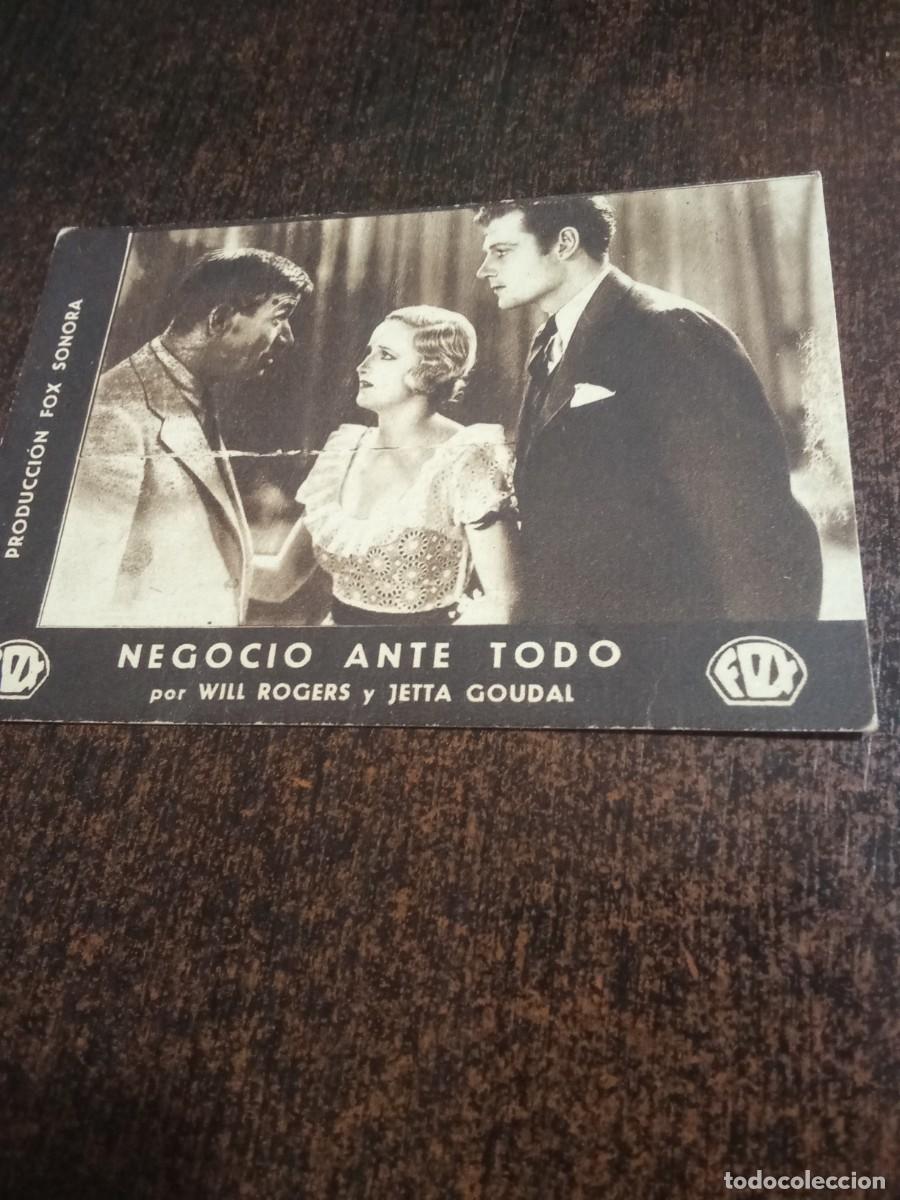 PRODUCCIÓN FOX SONORA
NEGOCIO ANTE TODO
por WILL ROGERS y JETTA GOUDAL
FOX
FOX
todocoleccion